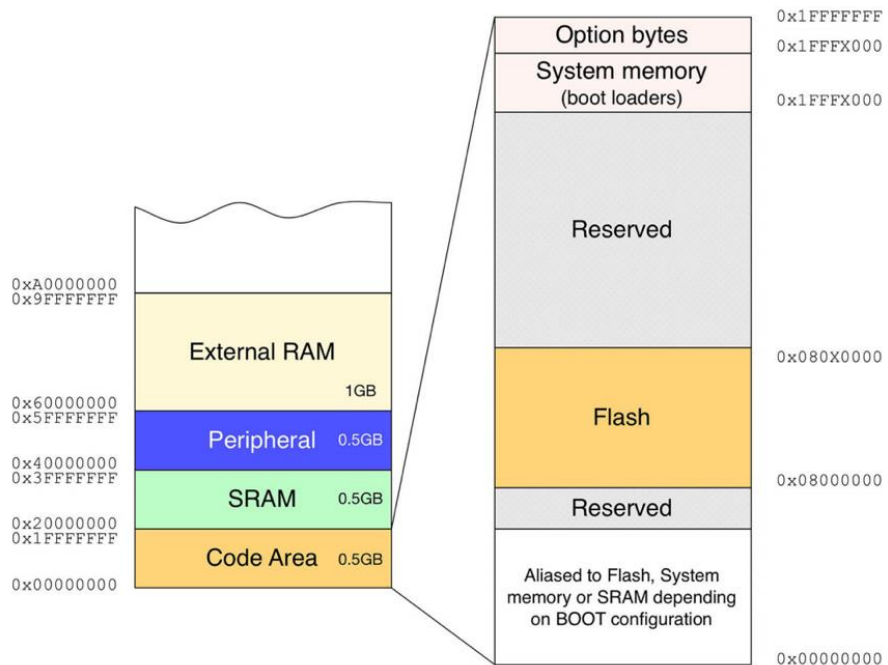 0xA0000000
0x9FFFFFFF
External RAM
1GB
0x60000000
0x5FFFFFFF
Peripheral 0.5GB
0x40000000
0x3FFFFFFF
SRAM 0.5GB
0x20000000
0x1FFFFFFF
Code Area 0.5GB
0x00000000
0x1FFFFFFF
Option bytes
0x1FFFX000
System memory
(boot loaders)
0x1FFFX000
Reserved
0x080X0000
Flash
0x08000000
Reserved
Aliased to Flash, System
memory or SRAM depending
on BOOT configuration
0x00000000